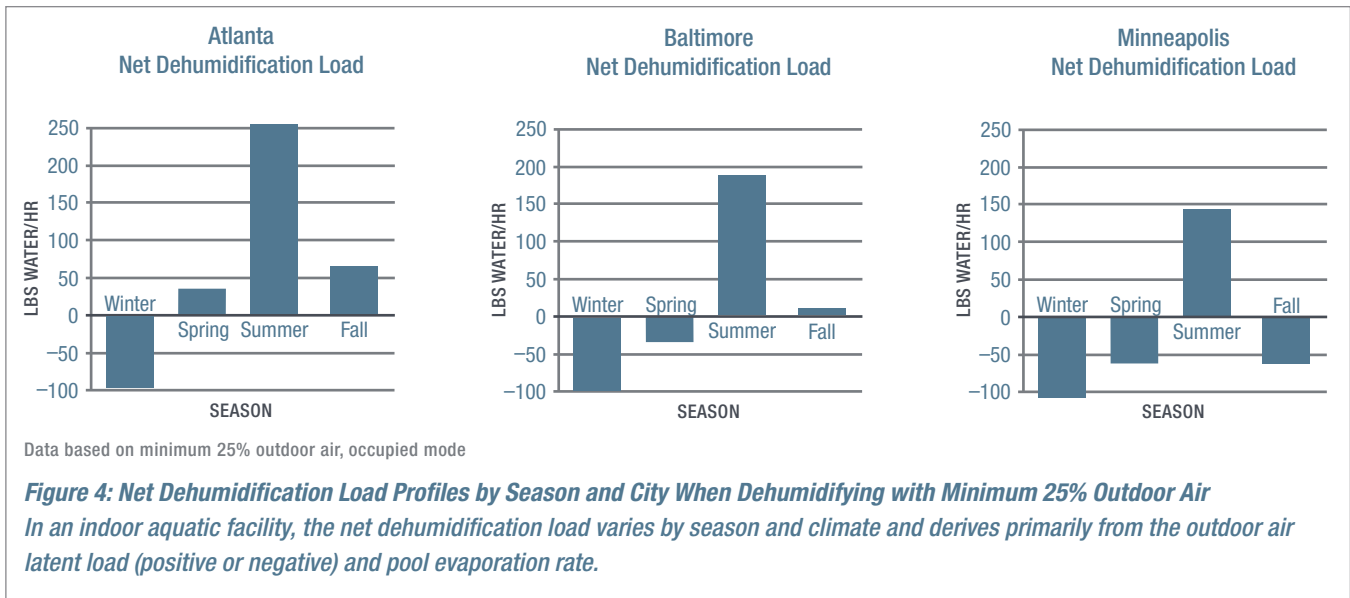 Atlanta
Net Dehumidification Load
250
200
150
100
50
0
−50
−100
LBS WATER/HR
Winter
Spring
Summer
Fall
SEASON
Baltimore
Net Dehumidification Load
250
200
150
100
50
0
−50
−100
LBS WATER/HR
Winter
Spring
Summer
Fall
SEASON
Minneapolis
Net Dehumidification Load
250
200
150
100
50
0
−50
−100
LBS WATER/HR
Winter
Spring
Summer
Fall
SEASON
Data based on minimum 25% outdoor air, occupied mode
Figure 4: Net Dehumidification Load Profiles by Season and City When Dehumidifying with Minimum 25% Outdoor Air
In an indoor aquatic facility, the net dehumidification load varies by season and climate and derives primarily from the outdoor air
latent load (positive or negative) and pool evaporation rate.